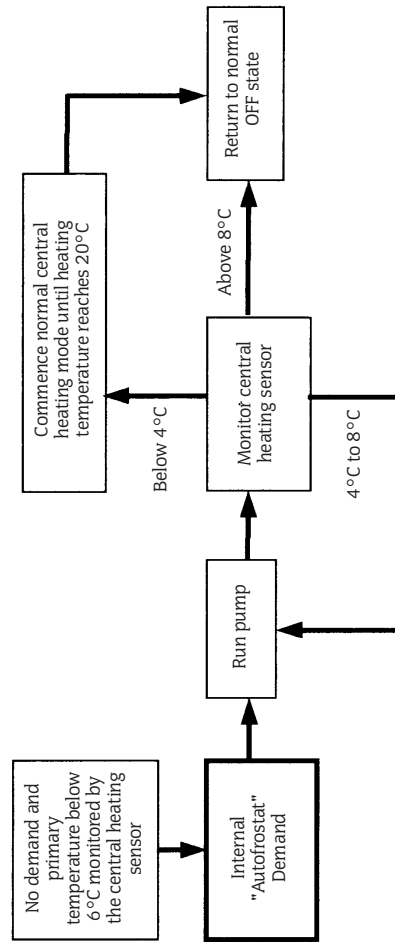 No demand and
primary
temperature below
6°C monitored by
the central heating
sensor
Internal
"Autofrostat"
Demand
Run pump
Monitor central
heating sensor
Below 4°C
Commence normal central
heating mode until heating
temperature reaches 20°C
Above 8°C
Return to normal
OFF state
4°C to 8°C